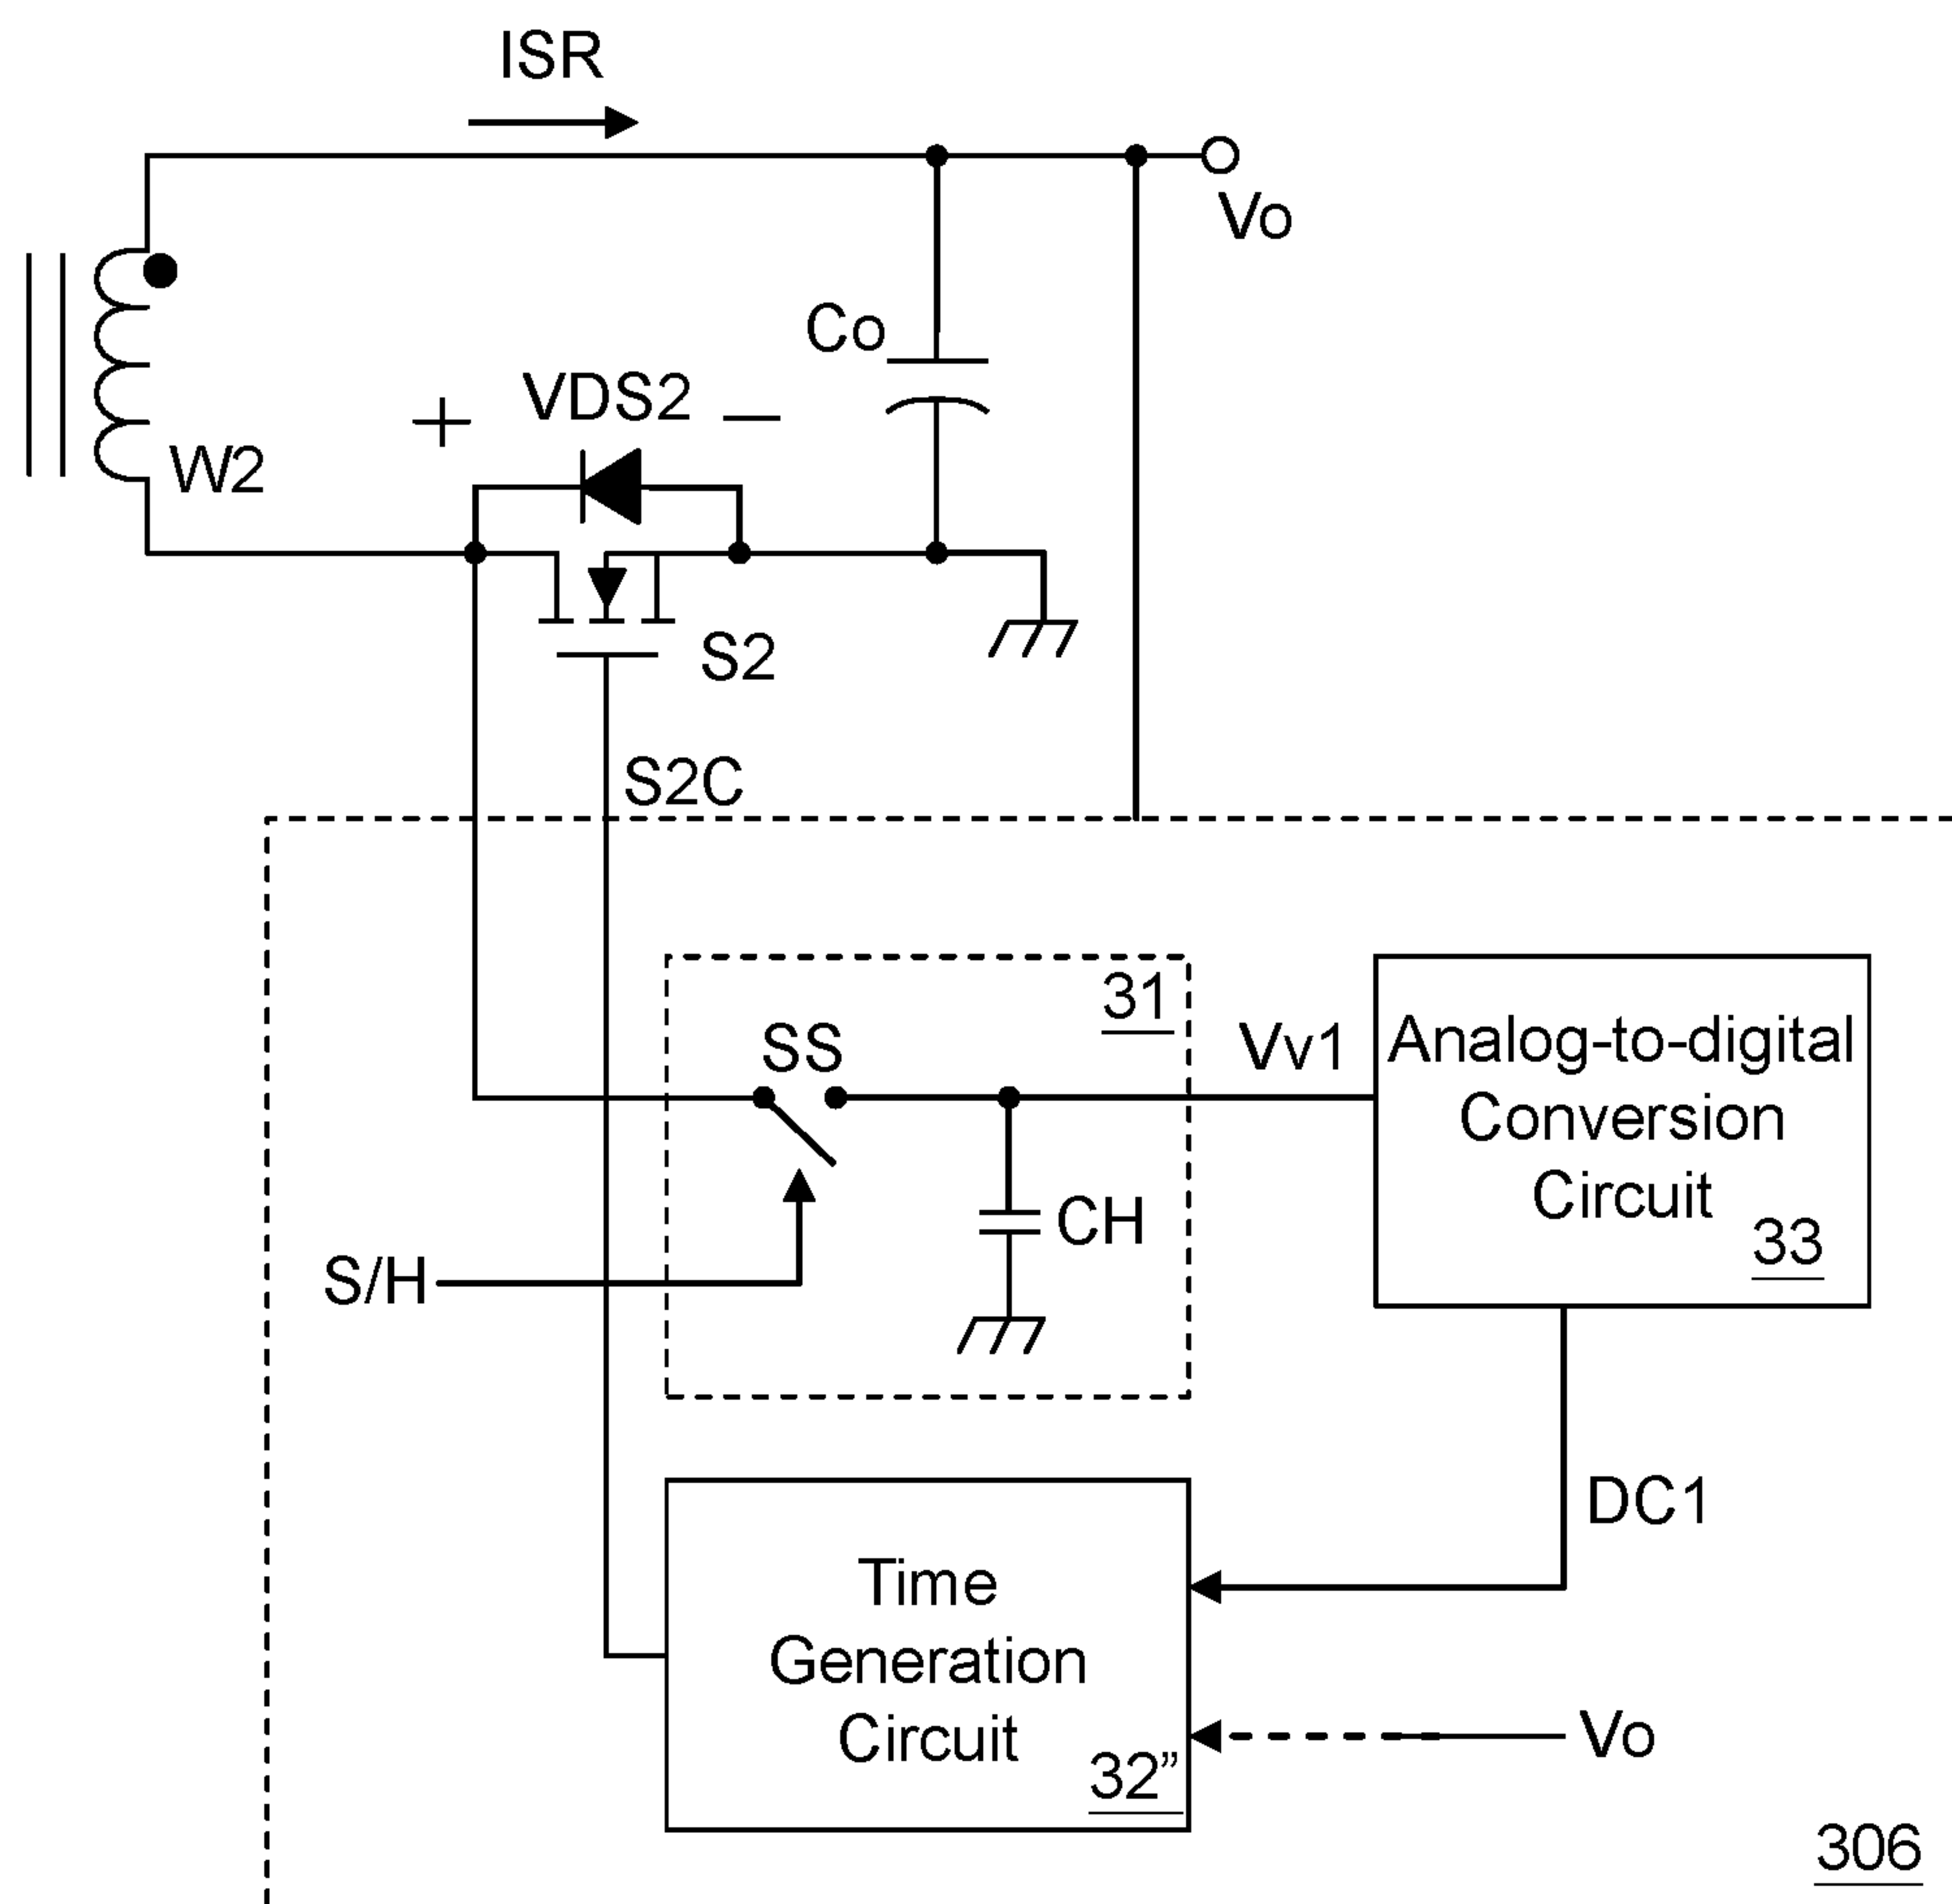 ISR
Vo
Co
+ VDS2 —
W2
S2
S2C
31
SS
Vv1
Analog-to-digital
Conversion
Circuit
33
CH
S/H
DC1
Time
Generation
Circuit
32”
Vo
306